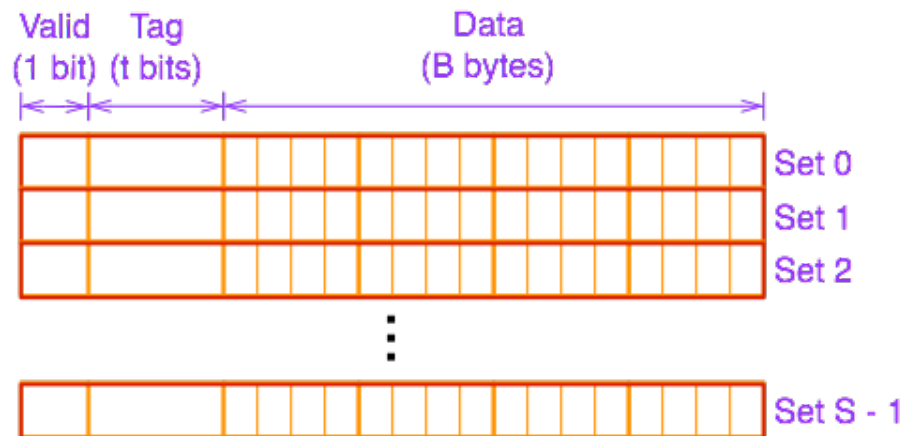 Valid Tag Data
(1 bit) (t bits) (B bytes)
Set 0
Set 1
Set 2
Set S - 1